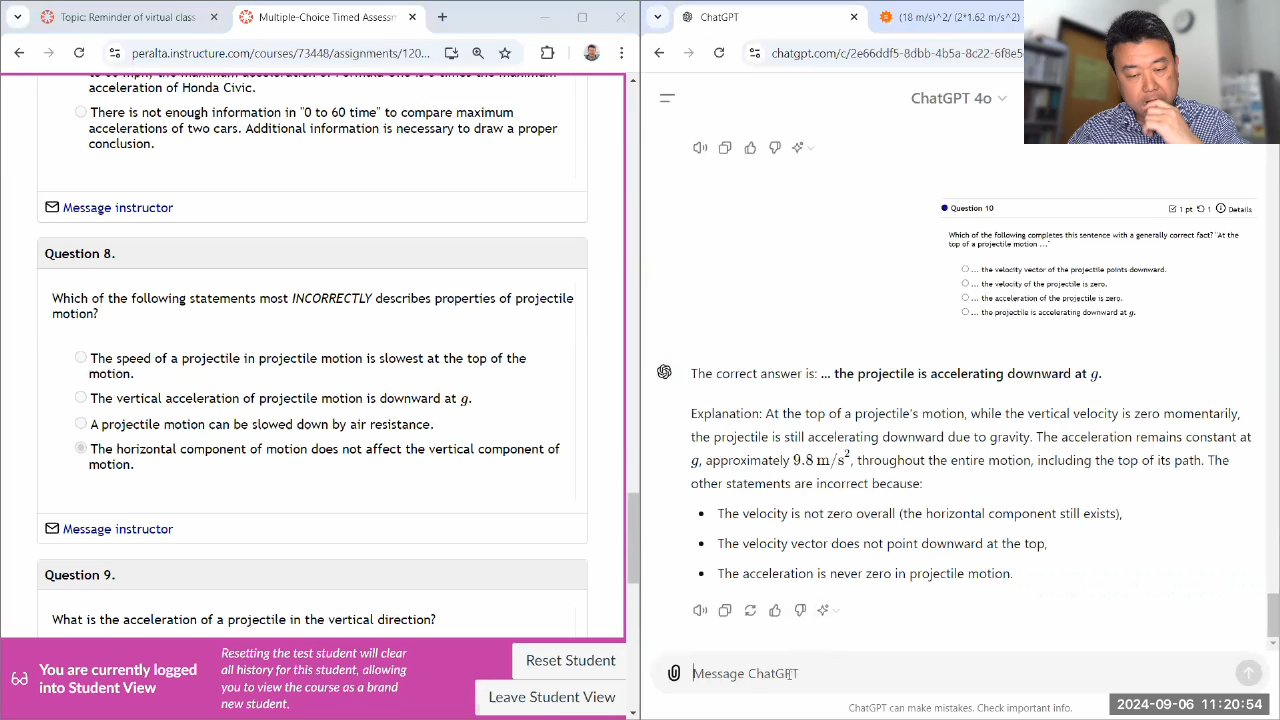 Topic: Reminder of virtual clas
Multiple-Choice Timed Assessm
ChatGPT
(18 m/s)^2/ (2*1.62 m/s^2)
peralta.instructure.com/courses/73448/assignments/120...
chatgpt.com/c/2e66ddf5-8dbb-4b5a-8c22-6f8e5
acceleration of Honda Civic.
There is not enough information in "0 to 60 time" to compare maximum
accelerations of two cars. Additional information is necessary to draw a proper
conclusion.
Message instructor
Question 8.
Which of the following statements most INCORRECTLY describes properties of projectile
motion?
The speed of a projectile in projectile motion is slowest at the top of the
motion.
The vertical acceleration of projectile motion is downward at g.
A projectile motion can be slowed down by air resistance.
The horizontal component of motion does not affect the vertical component of
motion.
Message instructor
Question 9.
What is the acceleration of a projectile in the vertical direction?
You are currently logged
into Student View
Resetting the test student will clear
all history for this student, allowing
you to view the course as a brand
new student.
Reset Student
Leave Student View
ChatGPT 4o
Question 10
1 pt 1 Details
Which of the following completes this sentence with a generally correct fact? "At the
top of a projectile motion ..."
... the velocity vector of the projectile points downward.
... the velocity of the projectile is zero.
... the acceleration of the projectile is zero.
... the projectile is accelerating downward at g.
The correct answer is: ... the projectile is accelerating downward at g.
Explanation: At the top of a projectile's motion, while the vertical velocity is zero momentarily,
the projectile is still accelerating downward due to gravity. The acceleration remains constant at
g, approximately 9.8 m/s², throughout the entire motion, including the top of its path. The
other statements are incorrect because:
• The velocity is not zero overall (the horizontal component still exists),
• The velocity vector does not point downward at the top,
• The acceleration is never zero in projectile motion.
Message ChatGPT
ChatGPT can make mistakes. Check important info.
2024-09-06 11:20:54